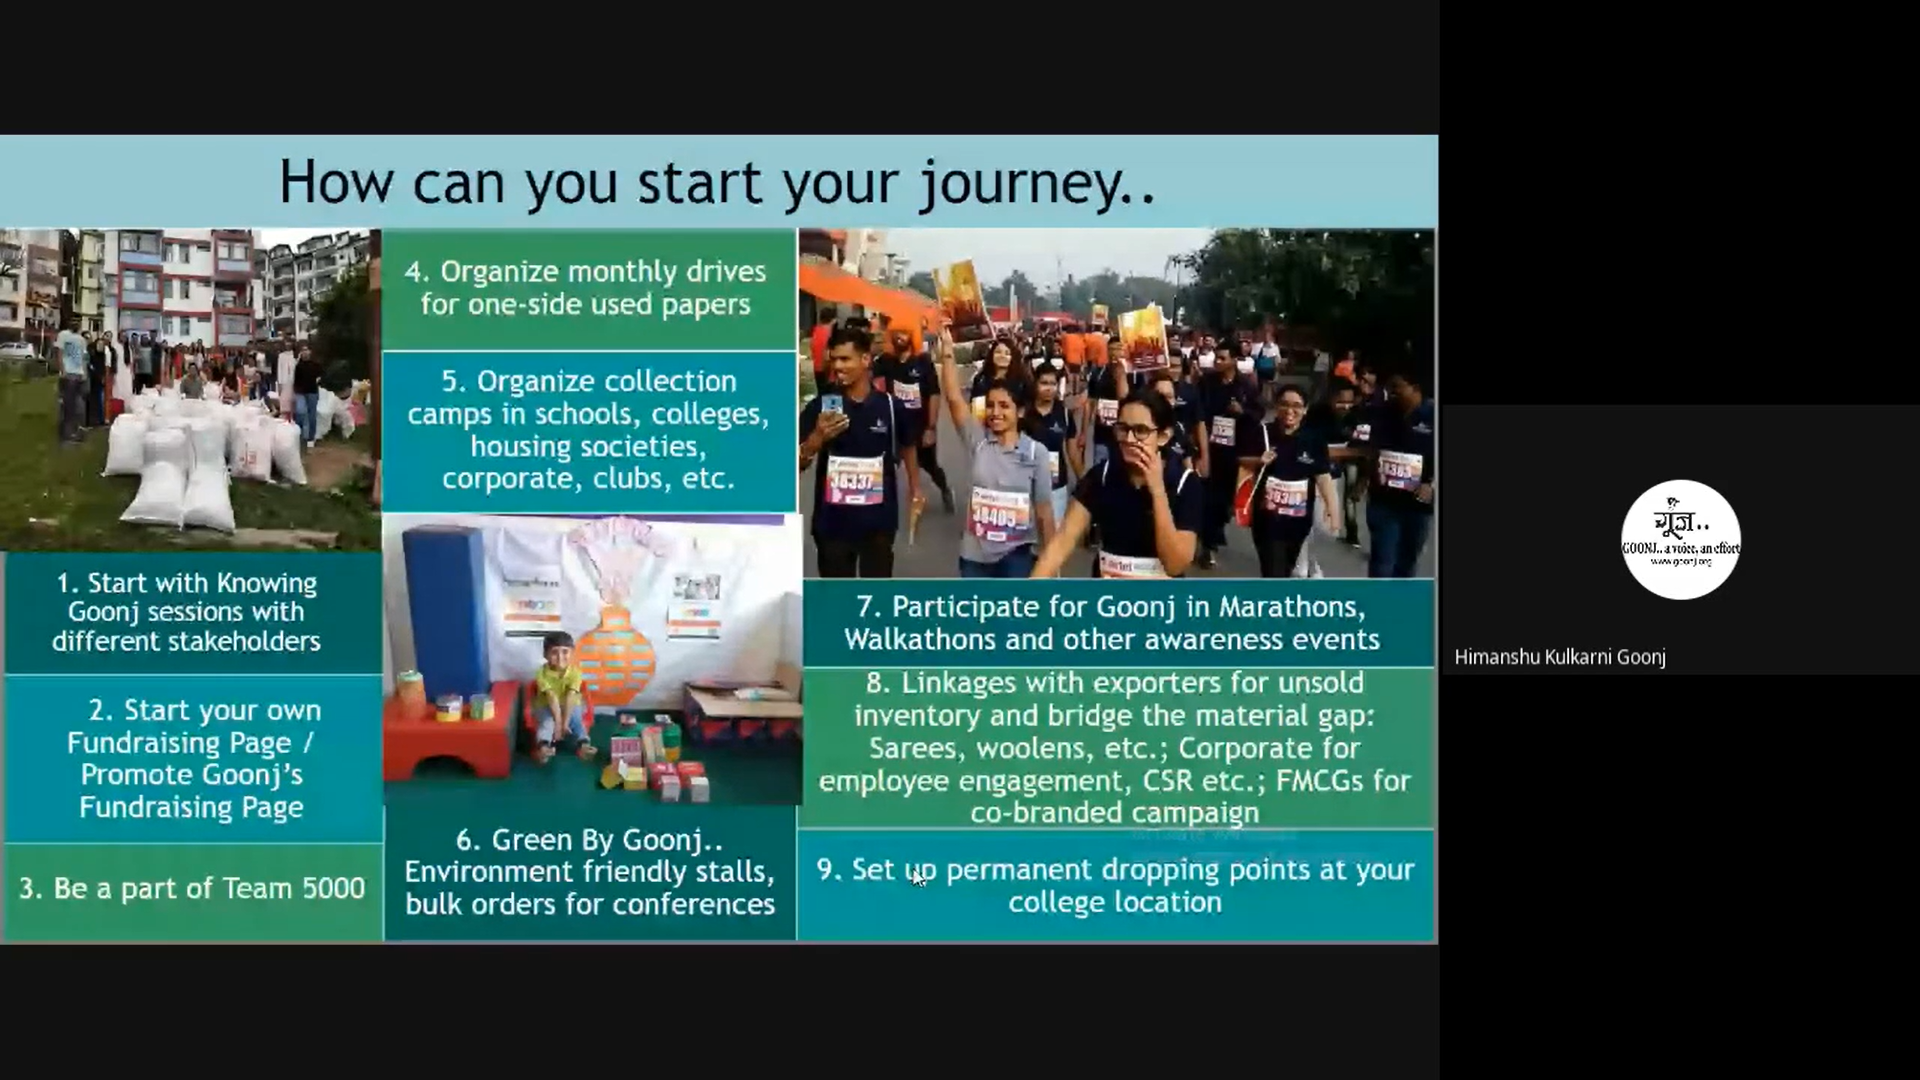 How can you start your journey..
1. Start with Knowing
Goonj sessions with
different stakeholders
2. Start your own
Fundraising Page /
Promote Goonj’s
Fundraising Page
3. Be a part of Team 5000
4. Organize monthly drives
for one-side used papers
5. Organize collection
camps in schools, colleges,
housing societies,
corporate, clubs, etc.
6. Green By Goonj..
Environment friendly stalls,
bulk orders for conferences
38337
38405
7. Participate for Goonj in Marathons,
Walkathons and other awareness events
8. Linkages with exporters for unsold
inventory and bridge the material gap:
Sarees, woolens, etc.; Corporate for
employee engagement, CSR etc.; FMCGs for
co-branded campaign
9. Set up permanent dropping points at your
college location
गूँज..
GOONJ.. a voice, an effort
www.goonj.org
Himanshu Kulkarni Goonj